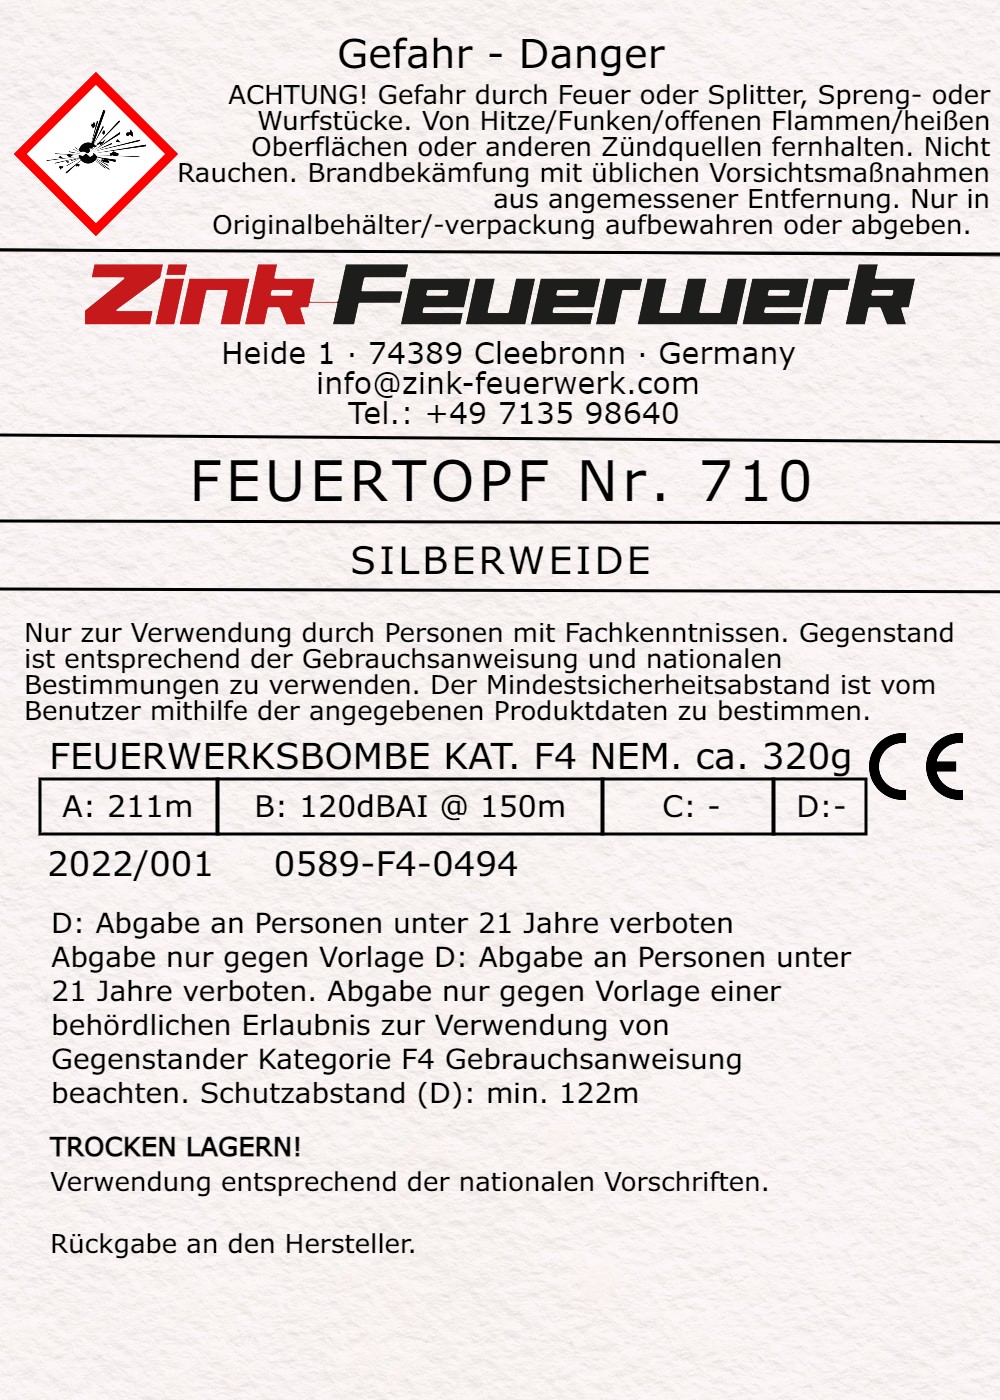 Gefahr - Danger
ACHTUNG! Gefahr durch Feuer oder Splitter, Spreng- oder
Wurfstücke. Von Hitze/Funken/offenen Flammen/heißen
Oberflächen oder anderen Zündquellen fernhalten. Nicht
Rauchen. Brandbekämfung mit üblichen Vorsichtsmaßnahmen
aus angemessener Entfernung. Nur in
Originalbehälter/-verpackung aufbewahren oder abgeben.
Zink Feuerwerk
Heide 1 · 74389 Cleebronn · Germany
info@zink-feuerwerk.com
Tel.: +49 7135 98640
FEUERTOPF Nr. 710
SILBERWEIDE
Nur zur Verwendung durch Personen mit Fachkenntnissen. Gegenstand
ist entsprechend der Gebrauchsanweisung und nationalen
Bestimmungen zu verwenden. Der Mindestsicherheitsabstand ist vom
Benutzer mithilfe der angegebenen Produktdaten zu bestimmen.
FEUERWERKSBOMBE KAT. F4 NEM. ca. 320g CE
A: 211m B: 120dBAI @ 150m C: - D:-
2022/001 0589-F4-0494
D: Abgabe an Personen unter 21 Jahre verboten
Abgabe nur gegen Vorlage D: Abgabe an Personen unter
21 Jahre verboten. Abgabe nur gegen Vorlage einer
behördlichen Erlaubnis zur Verwendung von
Gegenstander Kategorie F4 Gebrauchsanweisung
beachten. Schutzabstand (D): min. 122m
TROCKEN LAGERN!
Verwendung entsprechend der nationalen Vorschriften.
Rückgabe an den Hersteller.